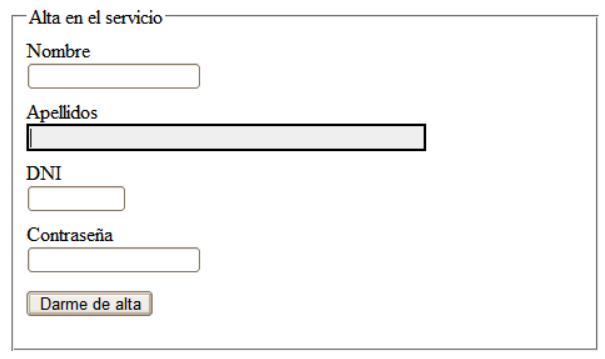 Alta en el servicio
Nombre
Apellidos
DNI
Contraseña
Darme de alta